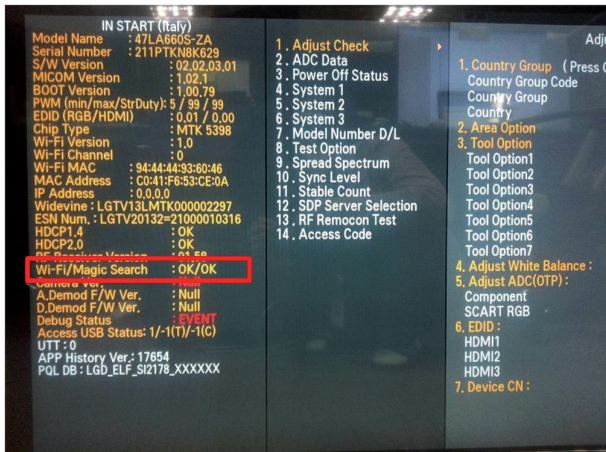 IN START (Italy)
Model Name : 47LA660S-ZA
Serial Number : 211PTKN8K629
S/W Version : 02.02.03.01
MICOM Version : 1.02.1
BOOT Version : 1.00.79
PWM (min/max/StrDuty): 5 / 99 / 99
EDID (RGB/HDMI) : 0.01 / 0.00
Chip Type : MTK 5398
Wi-Fi Version : 1.0
Wi-Fi Channel : 0
Wi-Fi MAC : 94:44:44:93:60:46
MAC Address : C0:41:F6:53:CE:0A
IP Address : 0.0.0.0
Widevine : LGTV13LMTK000002297
ESN Num. : LGTV20132=21000010316
HDCP1.4 : OK
HDCP2.0 : OK
RF Receiver Version : 01.58
Wi-Fi/Magic Search : OK/OK
Camera Ver. : Null
A.Demod F/W Ver. : Null
D.Demod F/W Ver. : Null
Debug Status : EVENT
Access USB Status: 1/-1(T)/-1(C)
UTT : 0
APP History Ver.: 17654
PQL DB : LGD_ELF_SI2178_XXXXXX
1 . Adjust Check
2 . ADC Data
3 . Power Off Status
4 . System 1
5 . System 2
6 . System 3
7 . Model Number D/L
8 . Test Option
9 . Spread Spectrum
10 . Sync Level
11 . Stable Count
12 . SDP Server Selection
13 . RF Remocon Test
14 . Access Code
Adj
1. Country Group ( Press
Country Group Code
Country Group
Country
2. Area Option
3. Tool Option
Tool Option1
Tool Option2
Tool Option3
Tool Option4
Tool Option5
Tool Option6
Tool Option7
4. Adjust White Balance :
5. Adjust ADC(OTP) :
Component
SCART RGB
6. EDID :
HDMI1
HDMI2
HDMI3
7. Device CN :